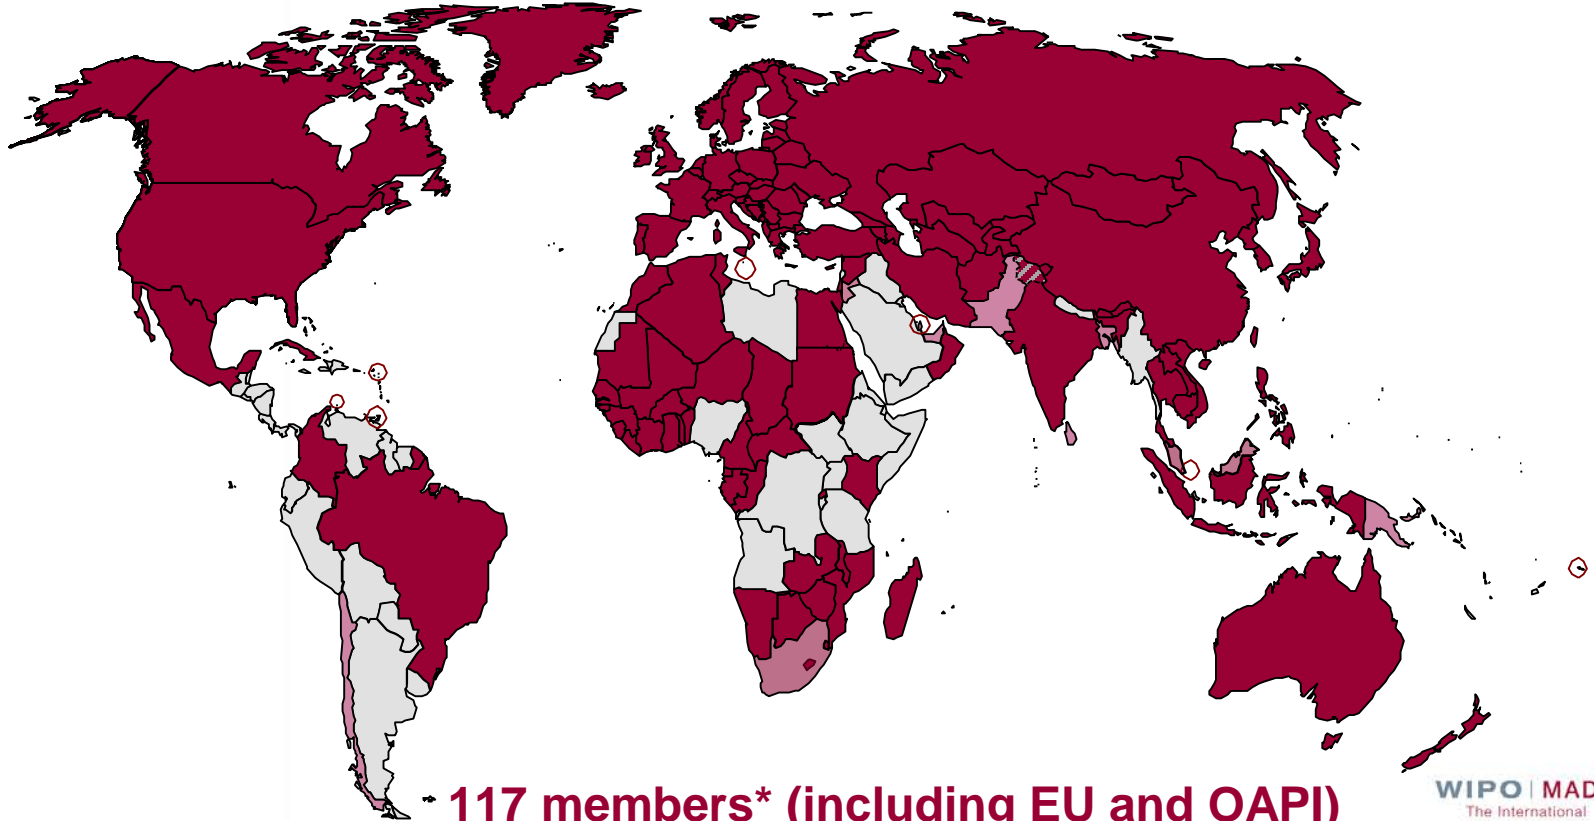 117 members* (including EU and OAPI)
WIPO | MAD
The International